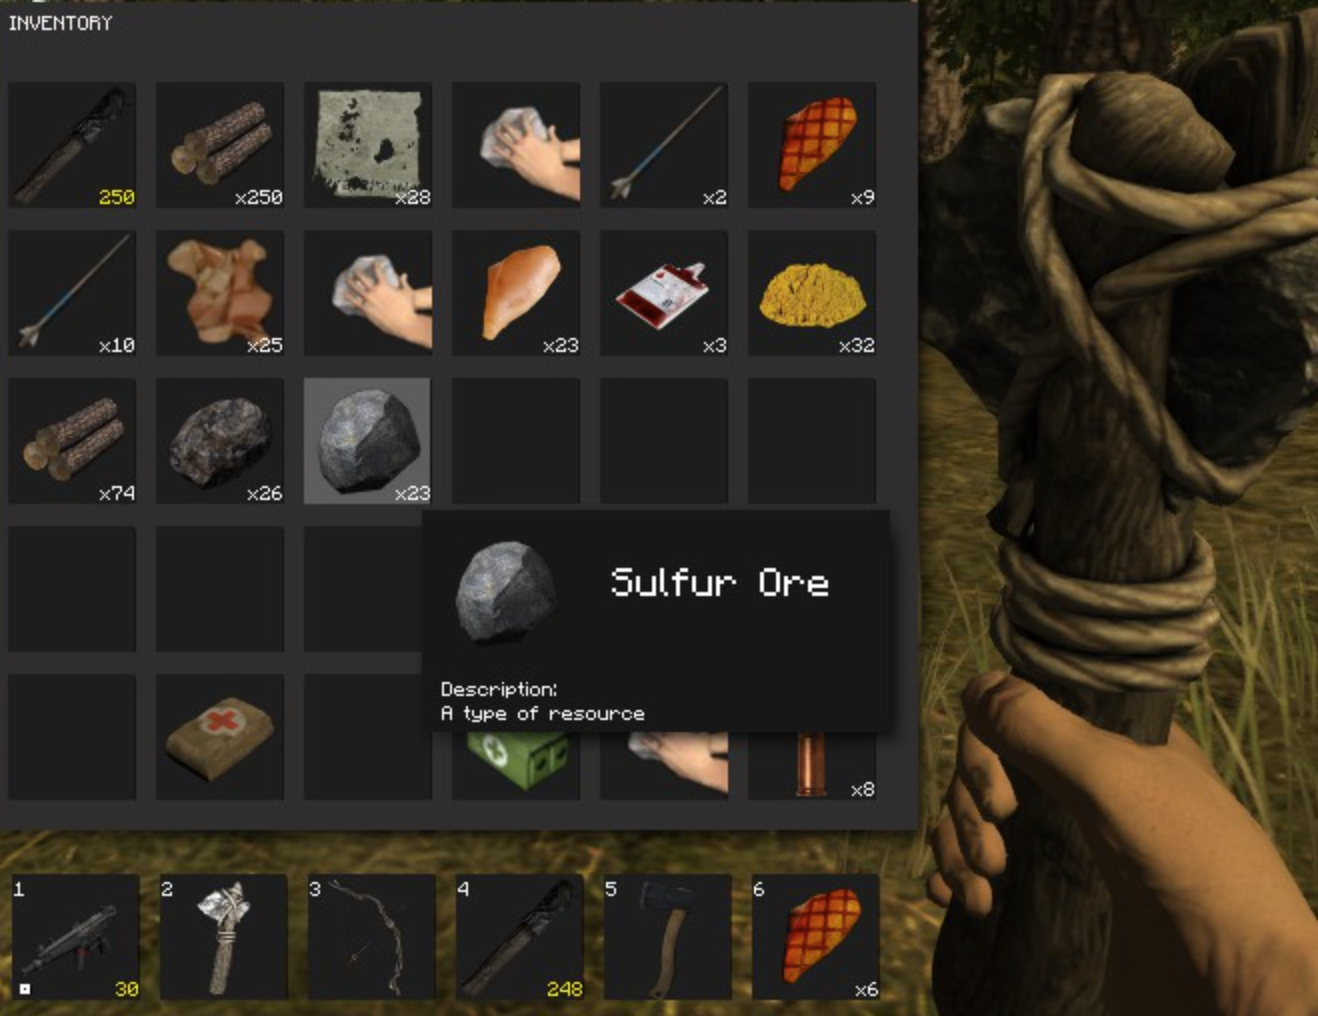 INVENTORY
250
x250
x28
x2
x9
x10
x25
x23
x3
x32
x74
x26
x23
Sulfur Ore
Description:
A type of resource
x8
1
2
3
4
5
6
30
248
x6